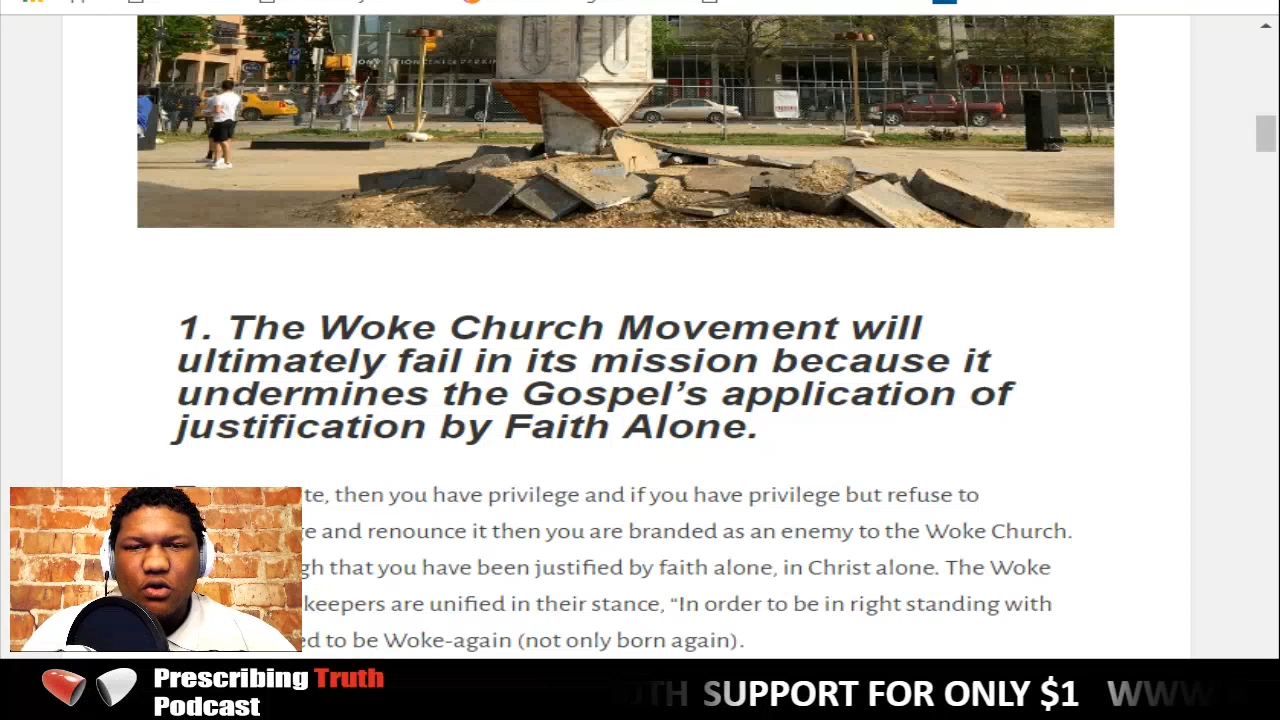 1. The Woke Church Movement will
ultimately fail in its mission because it
undermines the Gospel's application of
justification by Faith Alone.
then you have privilege and if you have privilege but refuse to
and renounce it then you are branded as an enemy to the Woke Church.
that you have been justified by faith alone, in Christ alone. The Woke
keepers are unified in their stance, “In order to be in right standing with
to be Woke-again (not only born again).
Prescribing Truth
Podcast
SUPPORT FOR ONLY $1 WWW